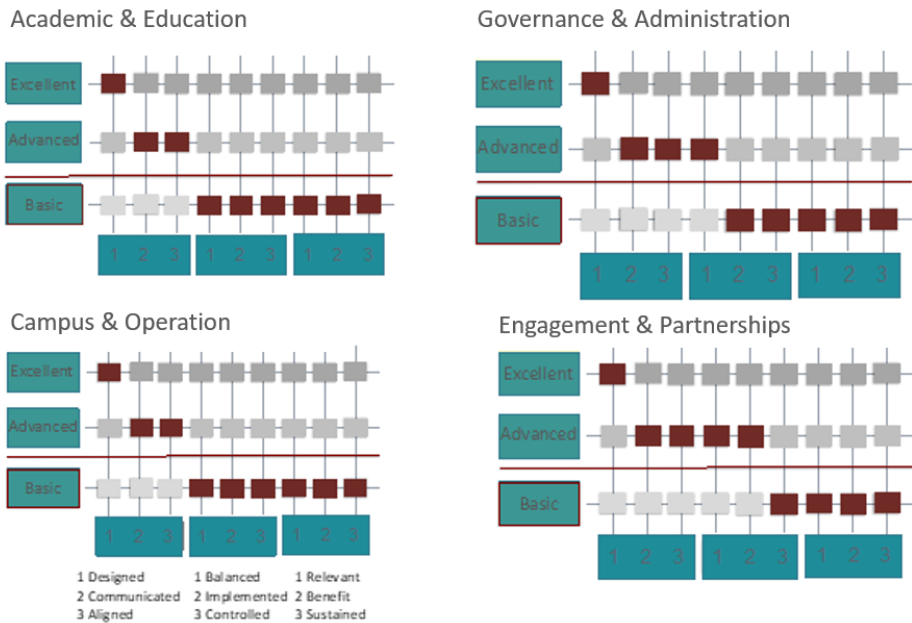 Academic & Education
Excellent
Advanced
Basic
1 2 3 1 2 3 1 2 3
Governance & Administration
Excellent
Advanced
Basic
1 2 3 1 2 3 1 2 3
Campus & Operation
Excellent
Advanced
Basic
1 2 3 1 2 3 1 2 3
1 Designed 1 Balanced 1 Relevant
2 Communicated 2 Implemented 2 Benefit
3 Aligned 3 Controlled 3 Sustained
Engagement & Partnerships
Excellent
Advanced
Basic
1 2 3 1 2 3 1 2 3